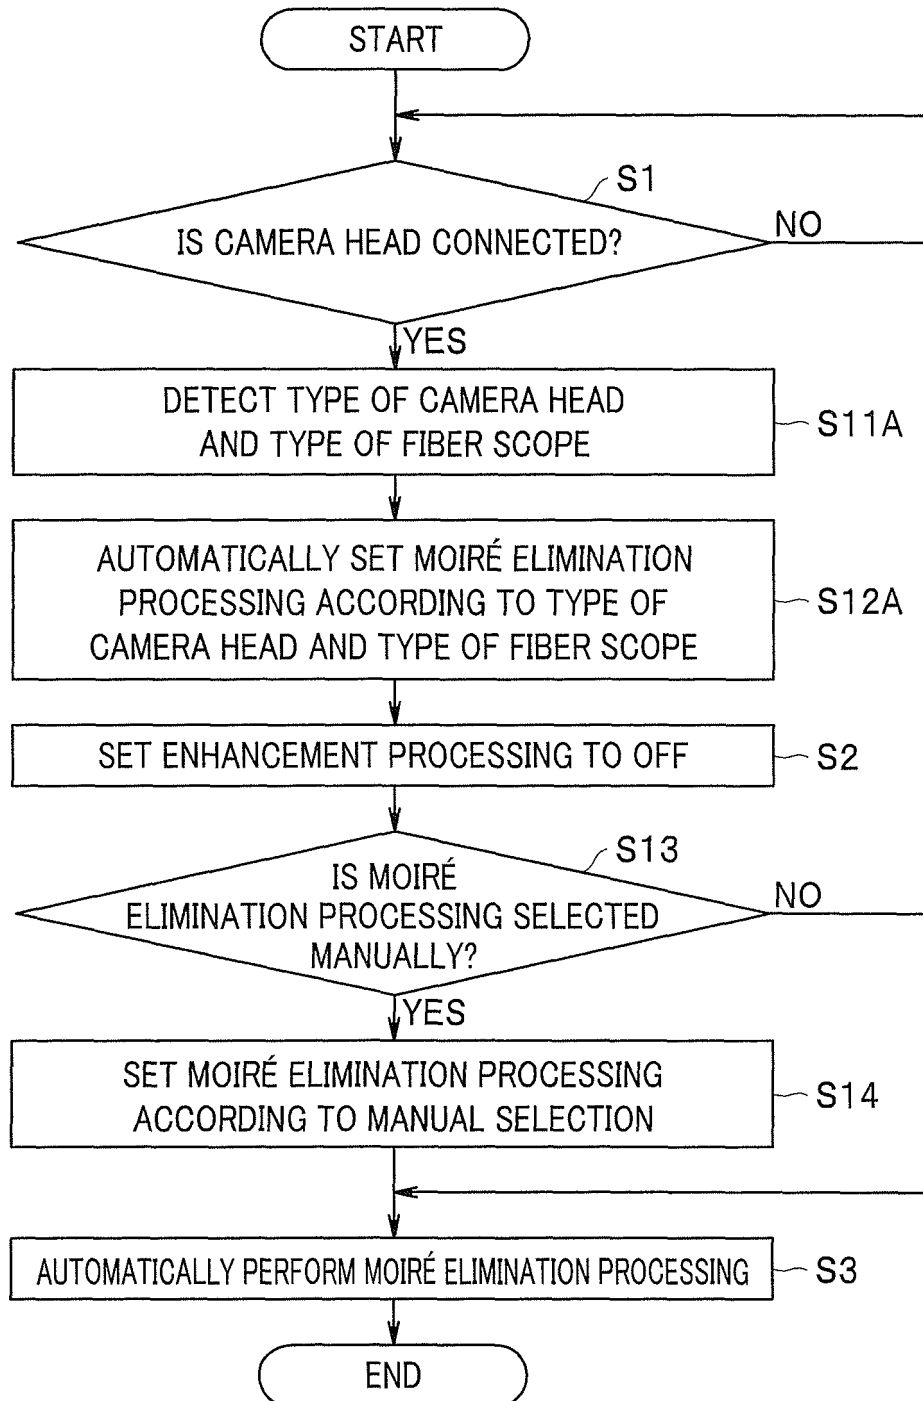 START
S1
IS CAMERA HEAD CONNECTED?
NO
YES
DETECT TYPE OF CAMERA HEAD
AND TYPE OF FIBER SCOPE
S11A
AUTOMATICALLY SET MOIRÉ ELIMINATION
PROCESSING ACCORDING TO TYPE OF
CAMERA HEAD AND TYPE OF FIBER SCOPE
S12A
SET ENHANCEMENT PROCESSING TO OFF
S2
S13
IS MOIRÉ
ELIMINATION PROCESSING SELECTED
MANUALLY?
NO
YES
SET MOIRÉ ELIMINATION PROCESSING
ACCORDING TO MANUAL SELECTION
S14
AUTOMATICALLY PERFORM MOIRÉ ELIMINATION PROCESSING
S3
END